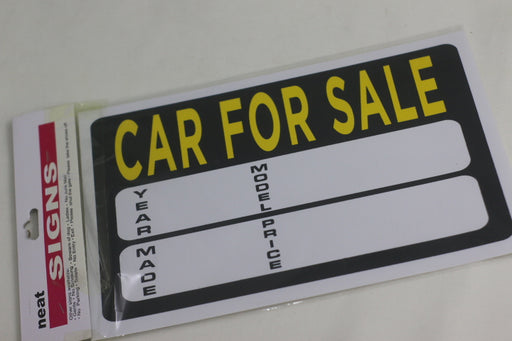 CAR FOR SALE
YEAR
MODEL
MADE
PRICE
neat
SIGNS